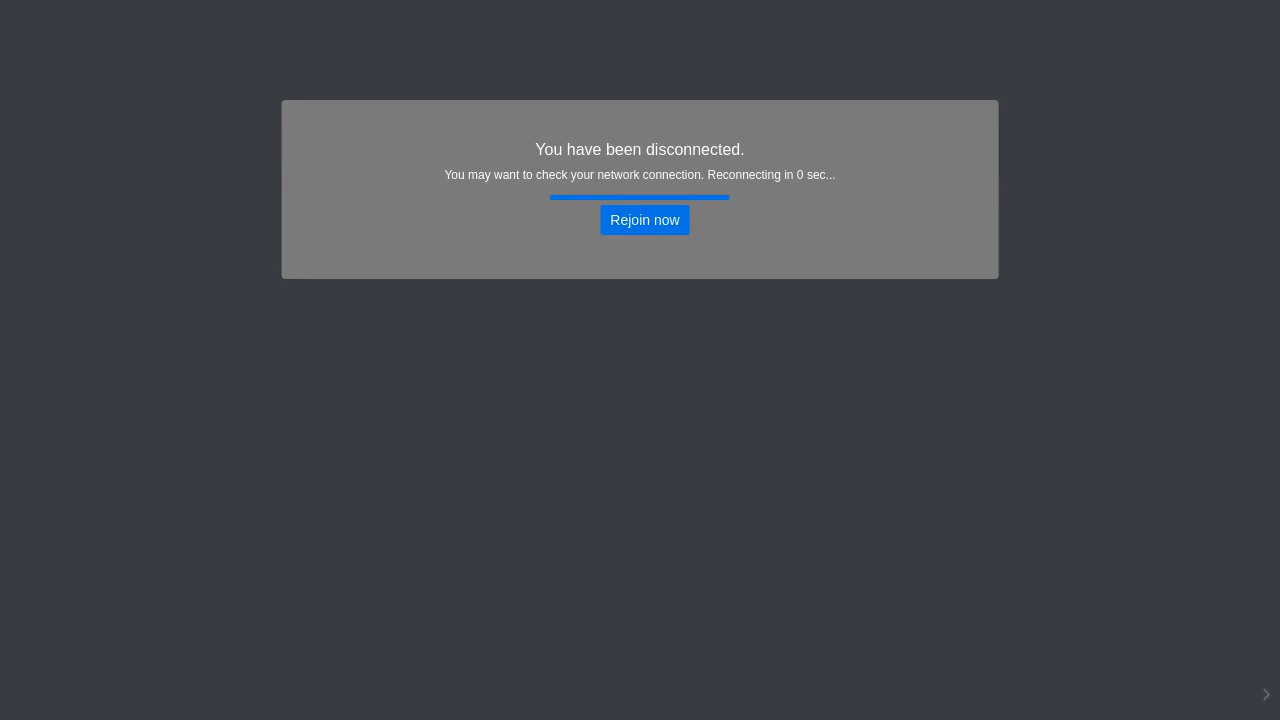 You have been disconnected.
You may want to check your network connection. Reconnecting in 0 sec...
Rejoin now